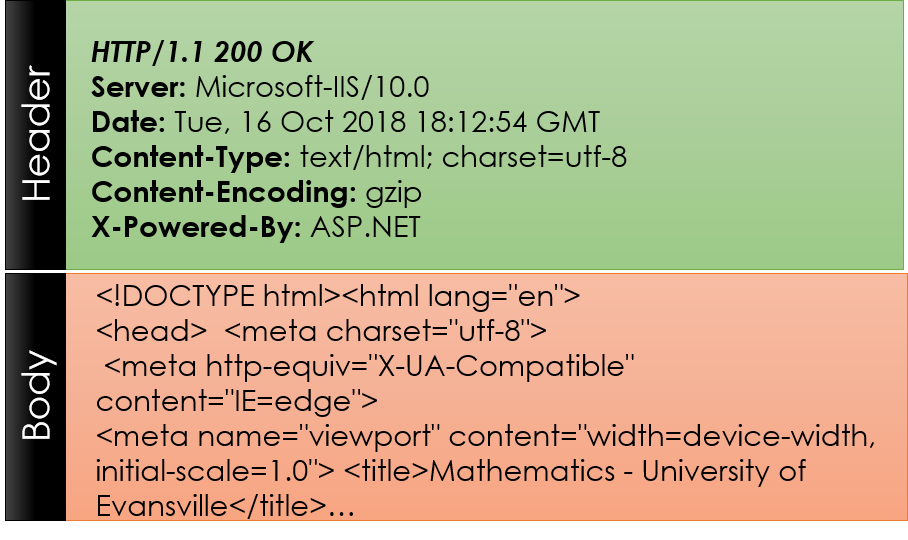 Header
HTTP/1.1 200 OK
Server: Microsoft-IIS/10.0
Date: Tue, 16 Oct 2018 18:12:54 GMT
Content-Type: text/html; charset=utf-8
Content-Encoding: gzip
X-Powered-By: ASP.NET
Body
<!DOCTYPE html><html lang="en">
<head>  <meta charset="utf-8">
 <meta http-equiv="X-UA-Compatible"
content="IE=edge">
<meta name="viewport" content="width=device-width,
initial-scale=1.0"> <title>Mathematics - University of
Evansville</title>…